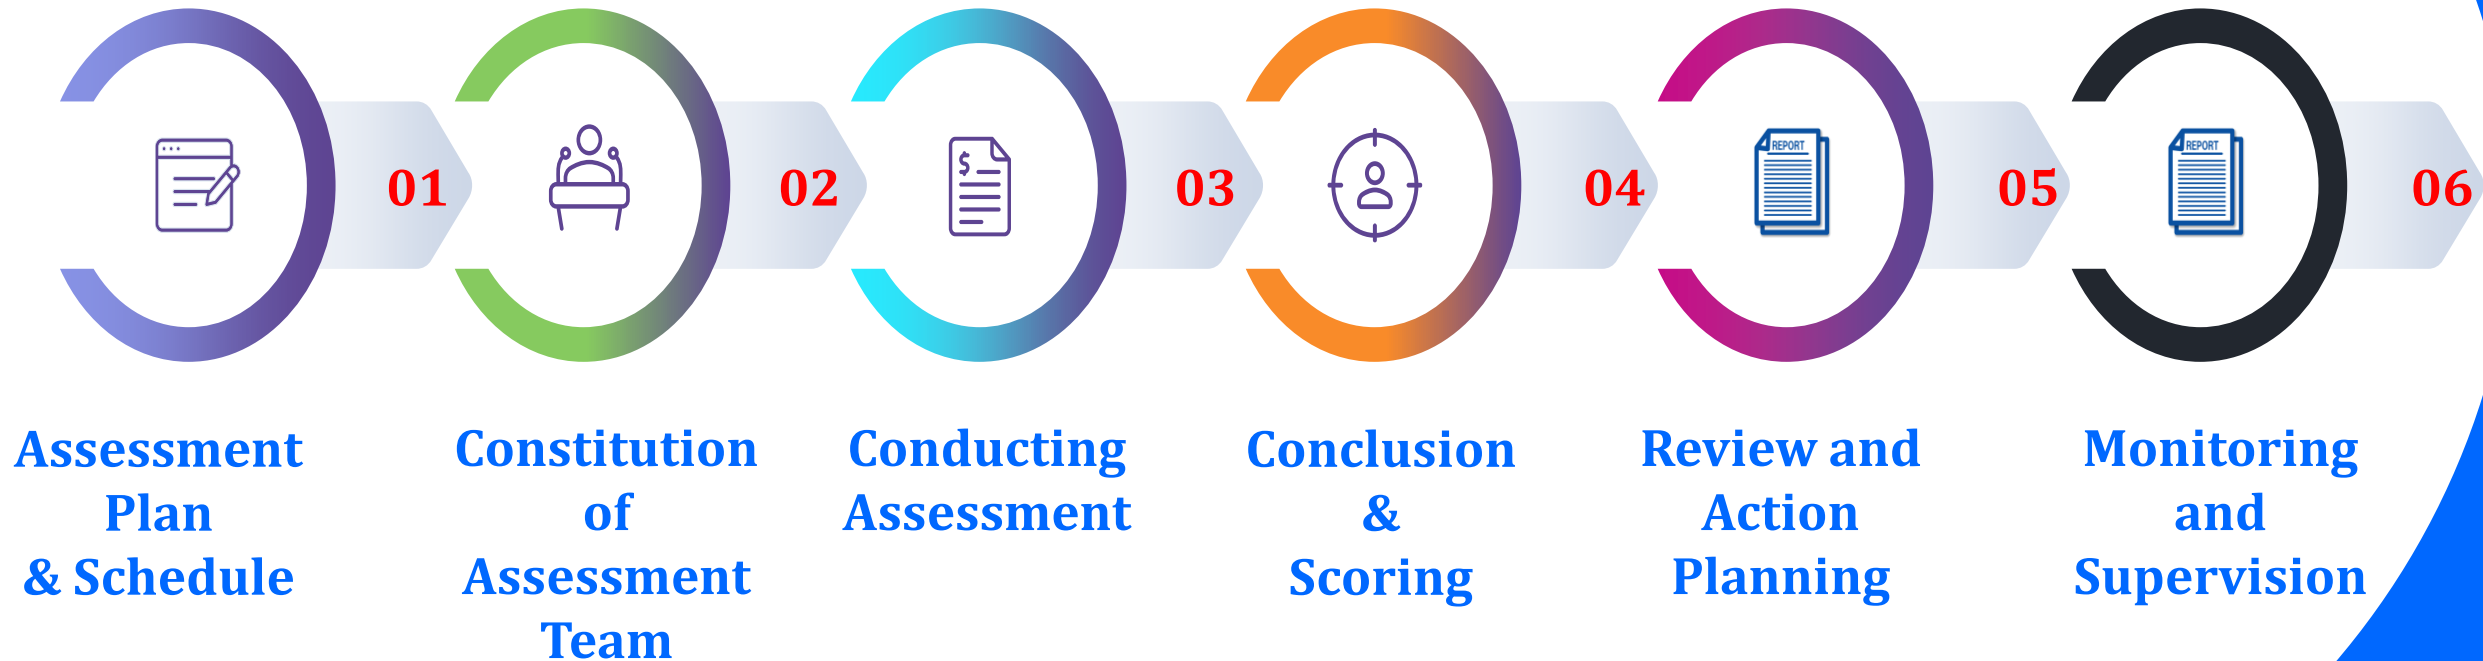 REPORT
REPORT
01
02
03
04
05
06
Assessment
Plan
& Schedule
Constitution
of
Assessment
Team
Conducting
Assessment
Conclusion
&
Scoring
Review and
Action
Planning
Monitoring
and
Supervision